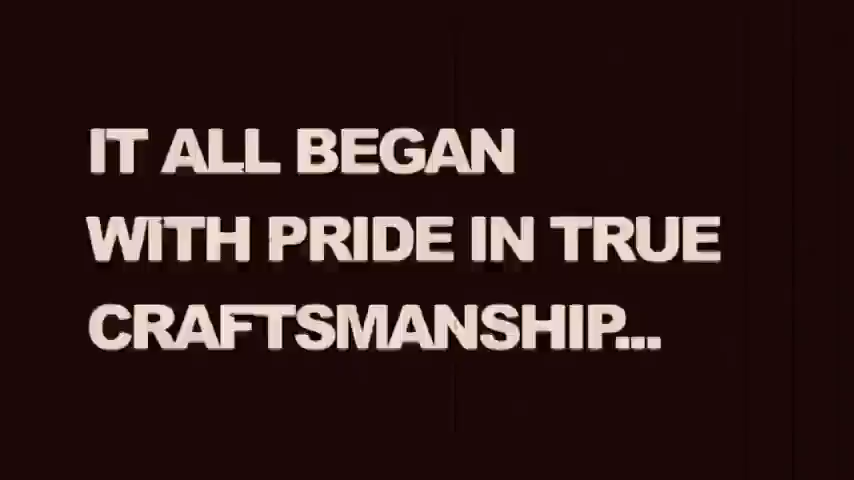 IT ALL BEGAN
WITH PRIDE IN TRUE
CRAFTSMANSHIP...